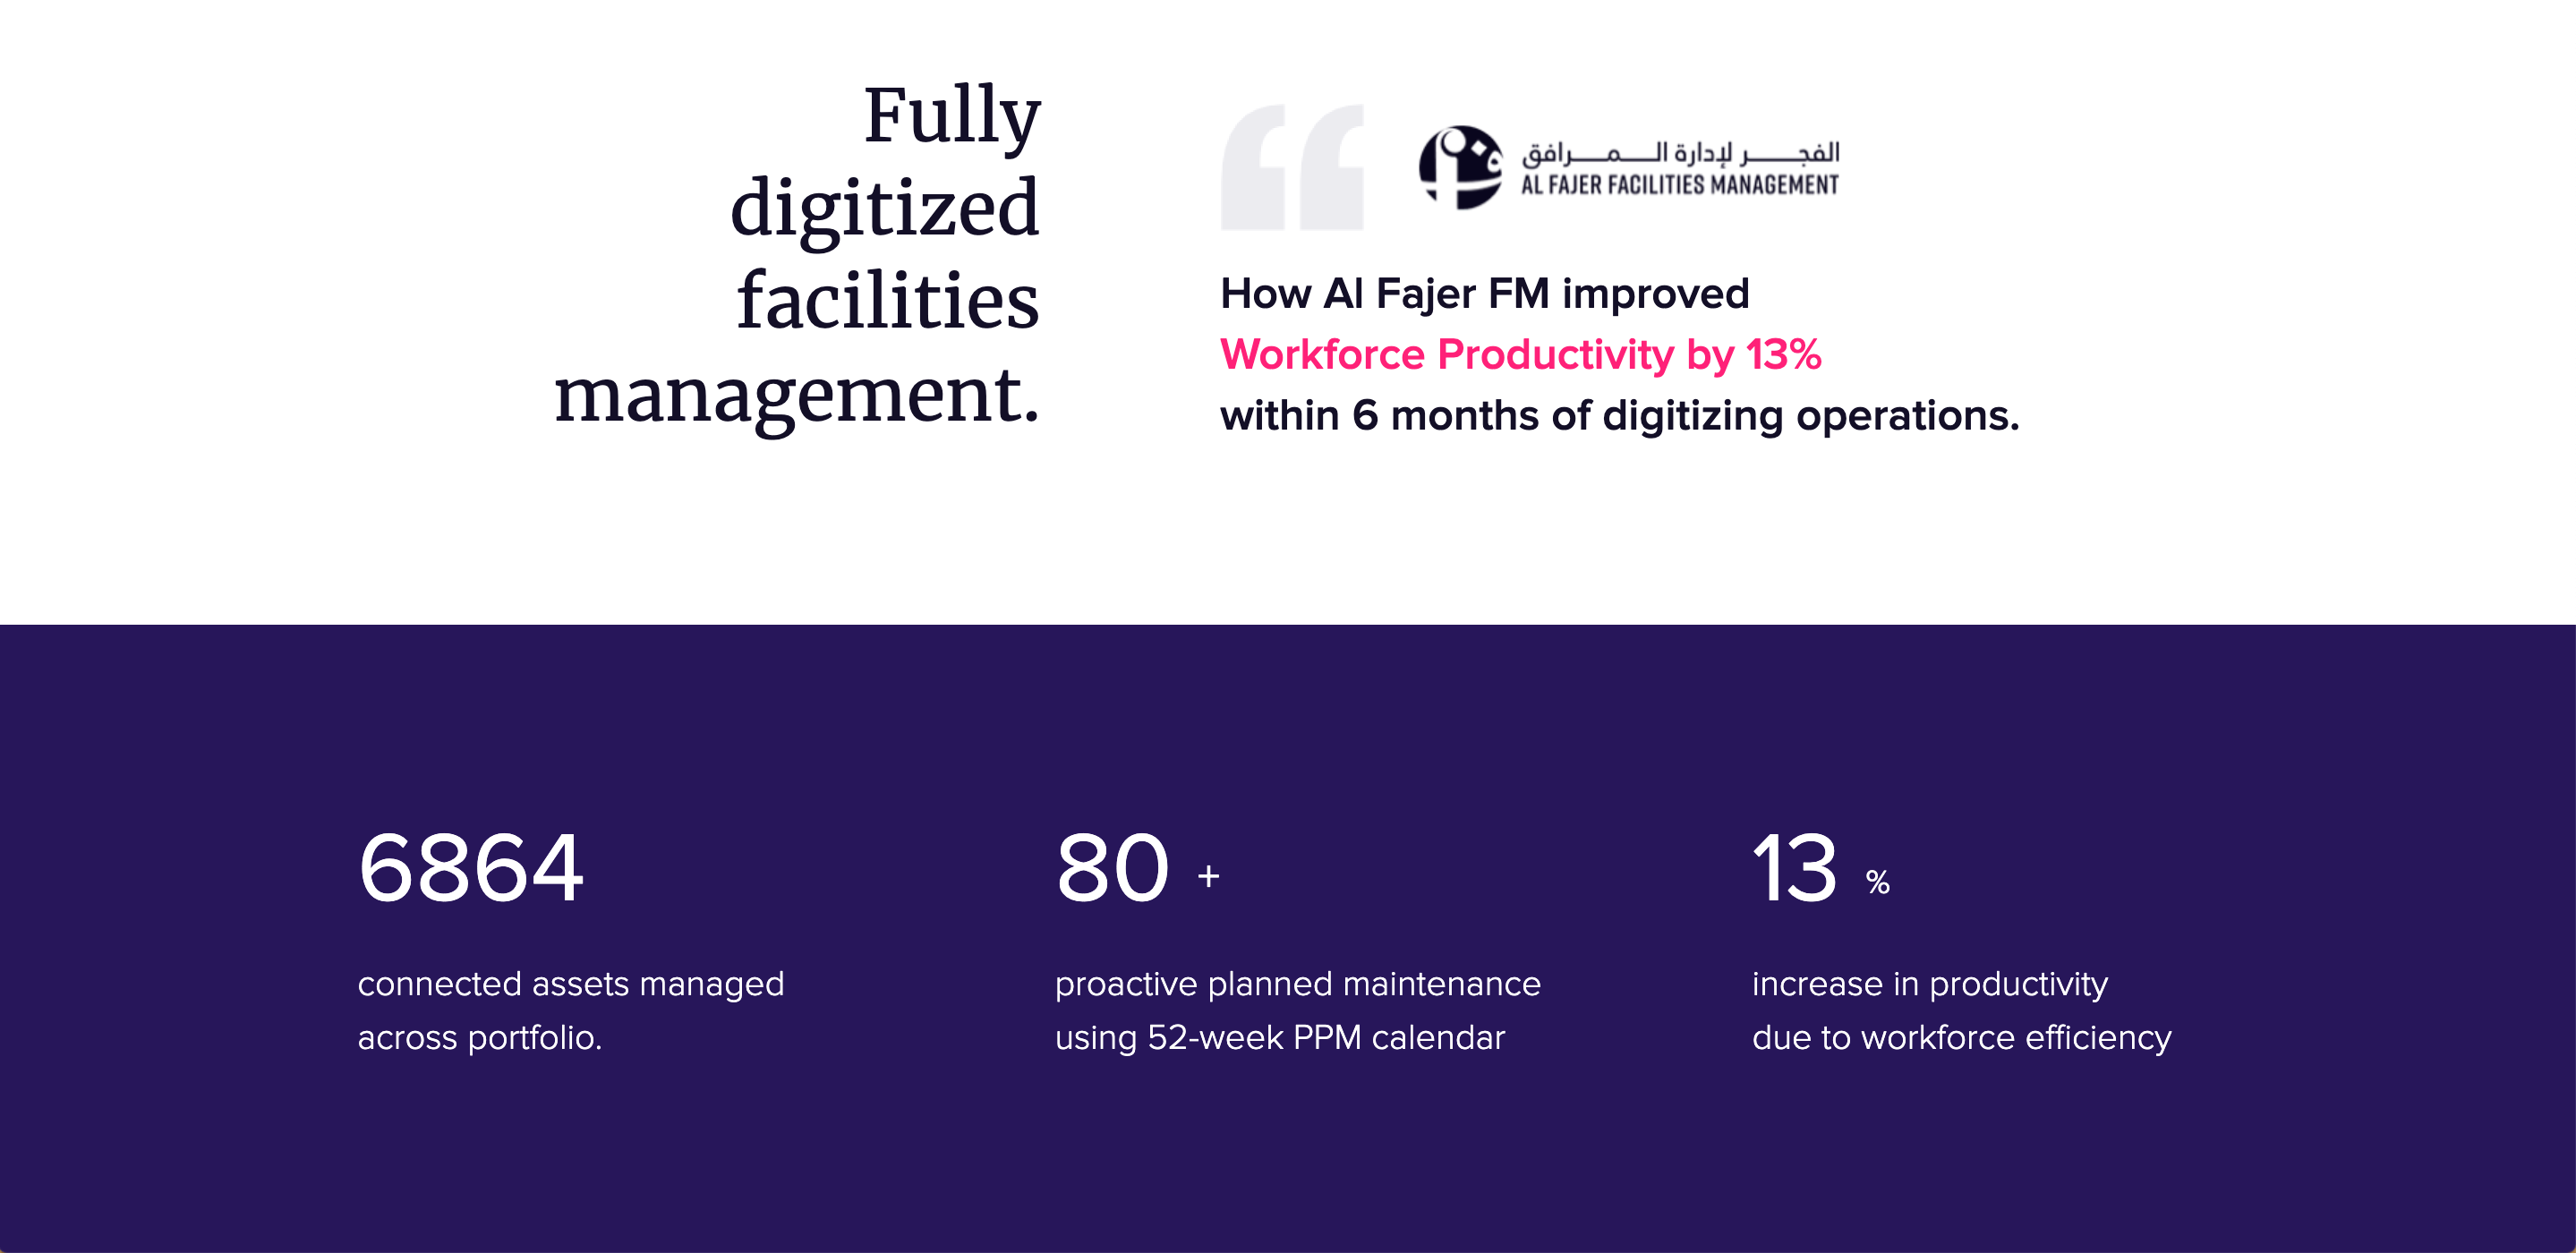 Fully
digitized
facilities
management.
الفجر لإدارة المرافق
AL FAJER FACILITIES MANAGEMENT
How Al Fajer FM improved
Workforce Productivity by 13%
within 6 months of digitizing operations.
6864
connected assets managed
across portfolio.
80 +
proactive planned maintenance
using 52-week PPM calendar
13 %
increase in productivity
due to workforce efficiency